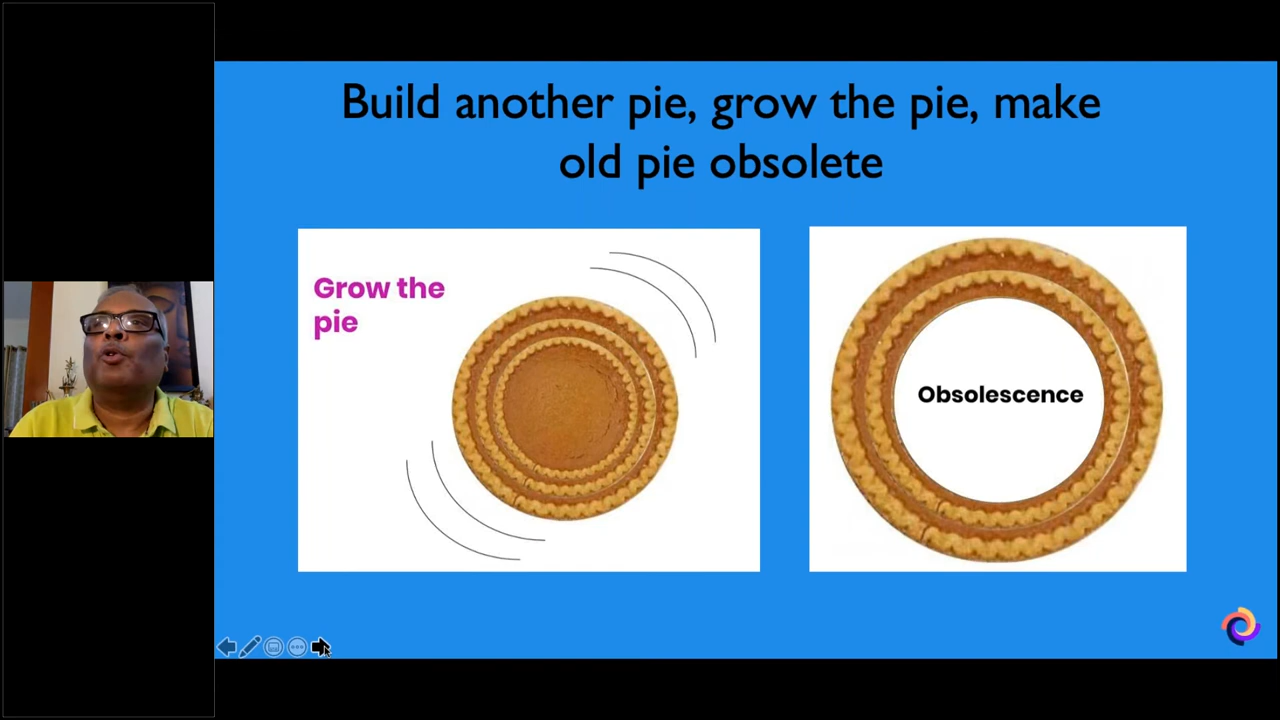 Build another pie, grow the pie, make
old pie obsolete
Grow the
pie
Obsolescence